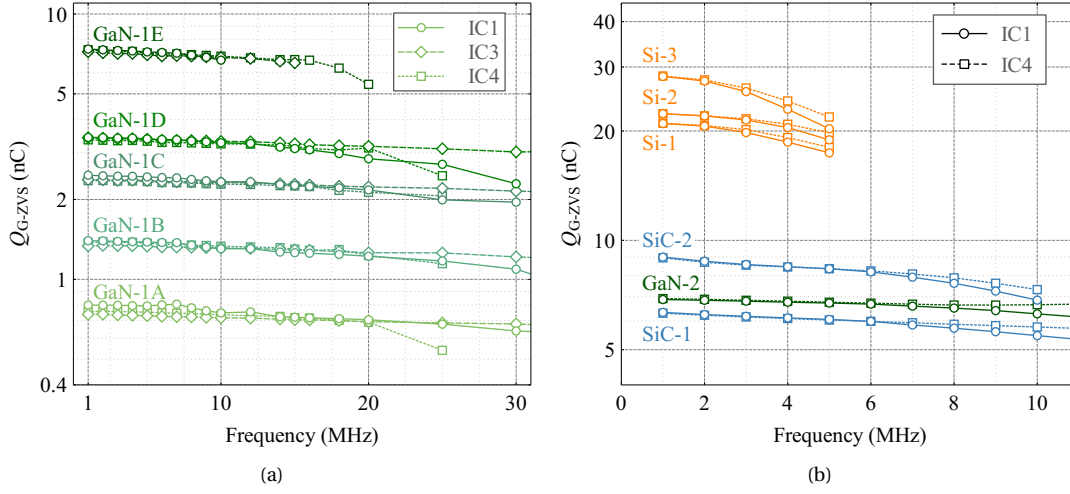 10
5
2
1
0.4
Q_G-ZVS (nC)
GaN-1E
GaN-1D
GaN-1C
GaN-1B
GaN-1A
IC1
IC3
IC4
1 10 20 30
Frequency (MHz)
(a)
40
30
20
10
5
Q_G-ZVS (nC)
Si-3
Si-2
Si-1
SiC-2
GaN-2
SiC-1
IC1
IC4
0 2 4 6 8 10
Frequency (MHz)
(b)